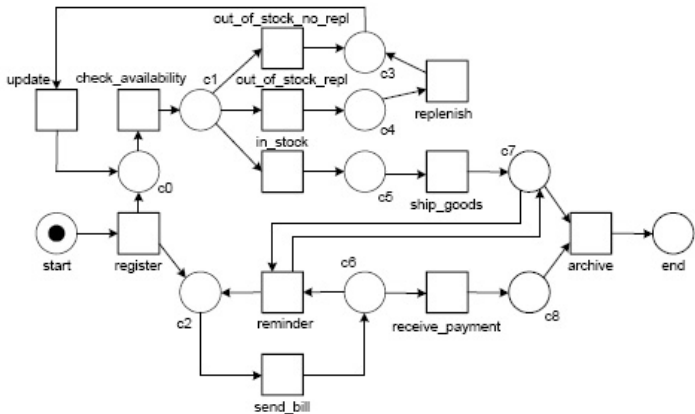 out_of_stock_no_repl
update
check_availability
c1
out_of_stock_repl
c3
replenish
c4
in_stock
c7
c0
c5
ship_goods
start
register
c6
archive
end
c2
reminder
receive_payment
c8
send_bill